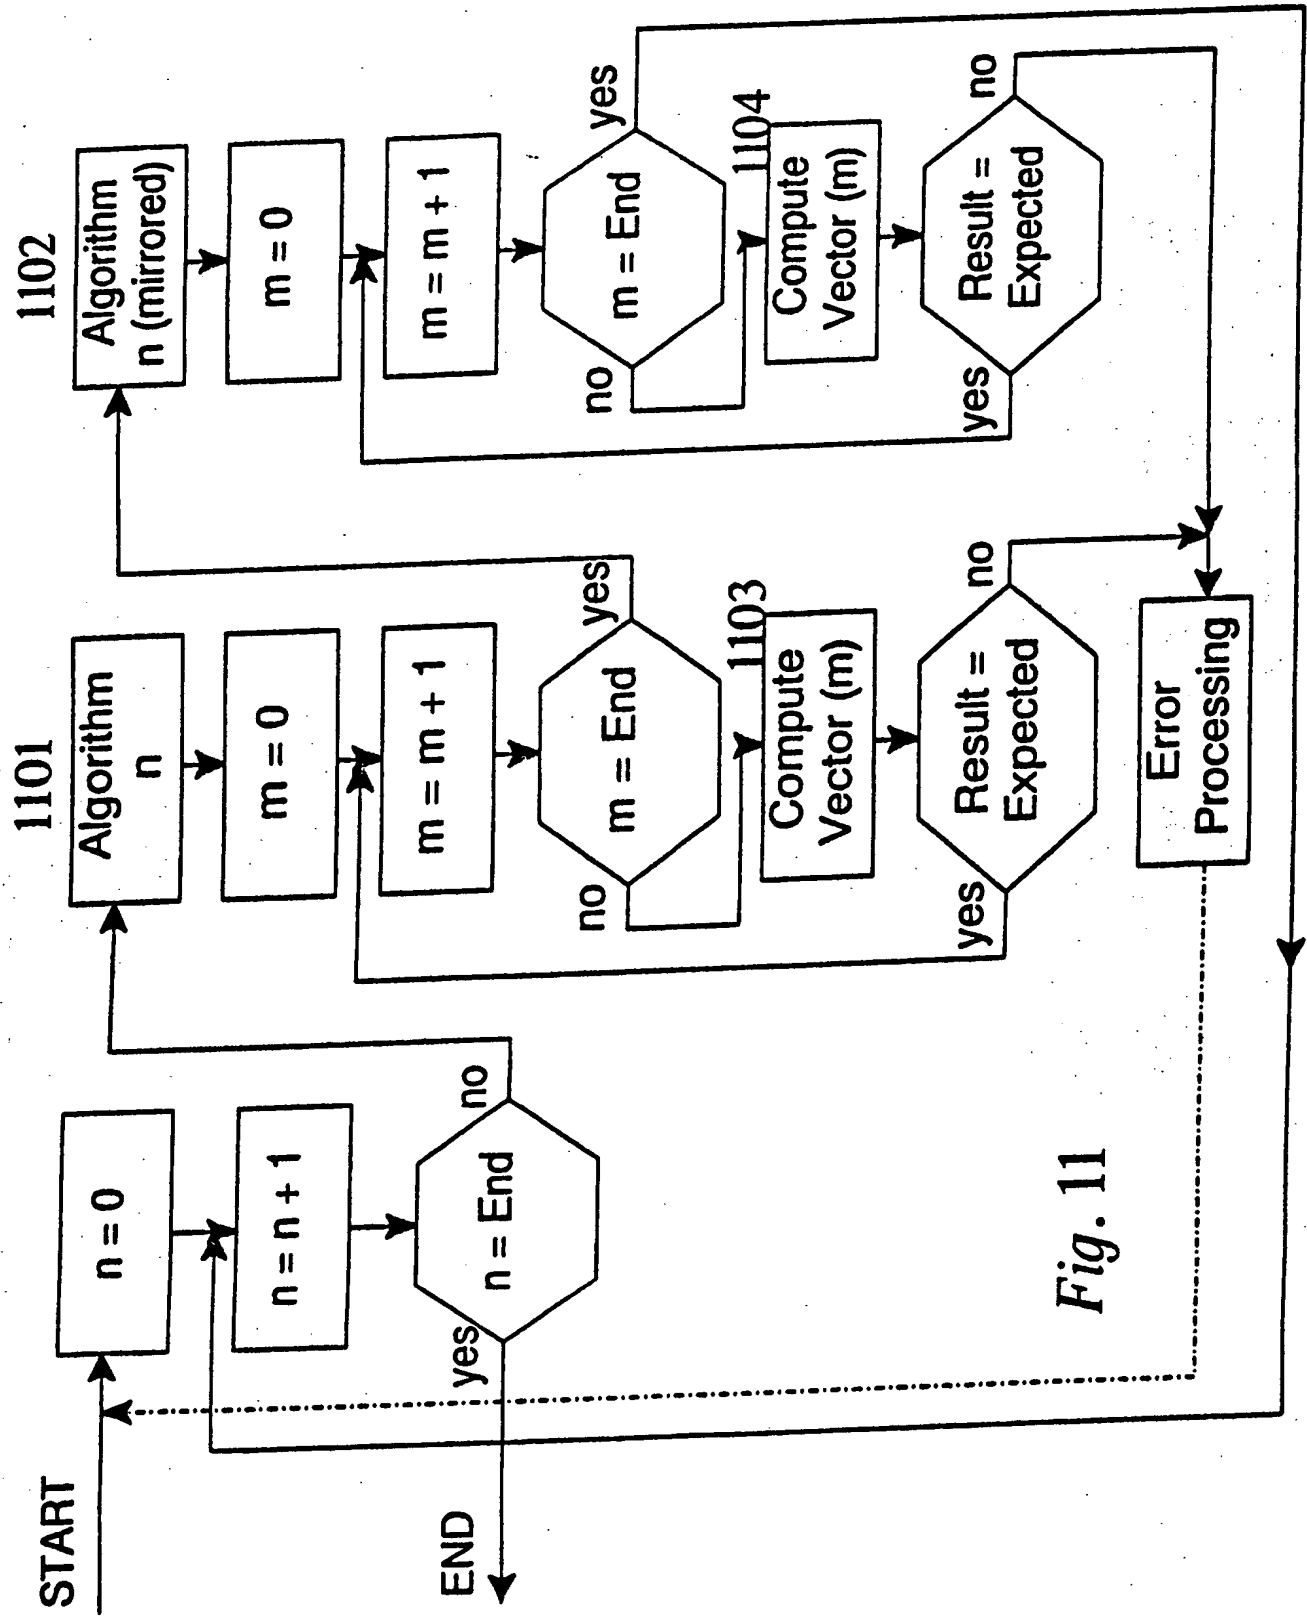 START
n = 0
n = n + 1
n = End
yes
no
END
1101
Algorithm
n
m = 0
m = m + 1
m = End
no
yes
1103
Compute
Vector (m)
Result =
Expected
yes
no
1102
Algorithm
n (mirrored)
m = 0
m = m + 1
m = End
no
yes
1104
Compute
Vector (m)
Result =
Expected
yes
no
Error
Processing
Fig. 11